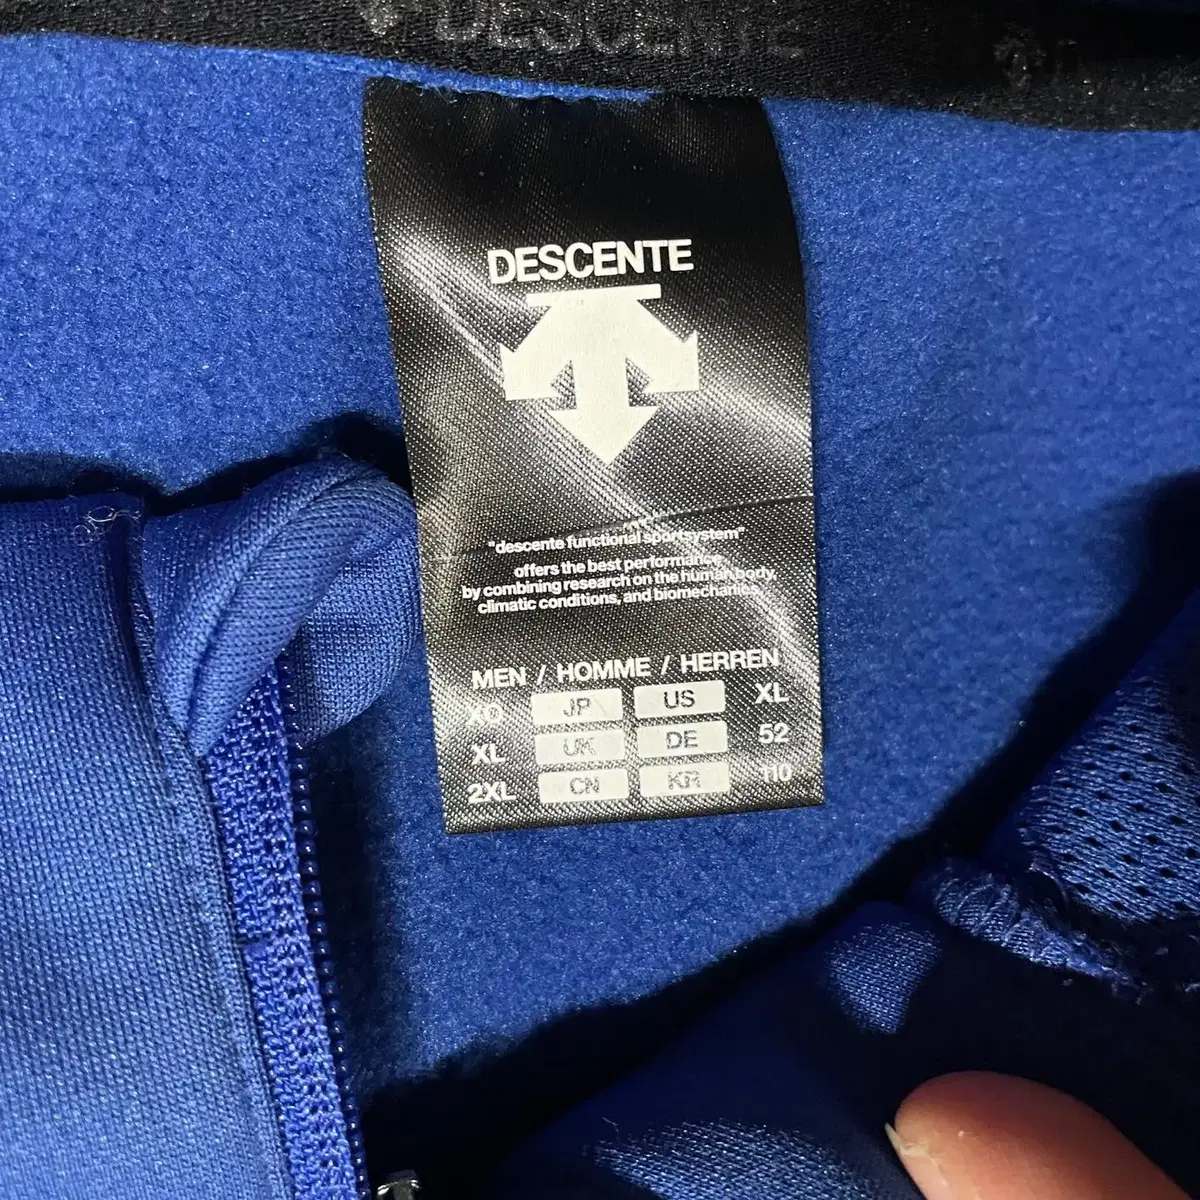 DESCENTE
DESCENTE
"descente functional sportsystem"
offers the best performance
by combining research on the human body,
climatic conditions, and biomechanics.
MEN / HOMME / HERREN
XO JP US XL
XL UK DE 52
2XL CN KR 110